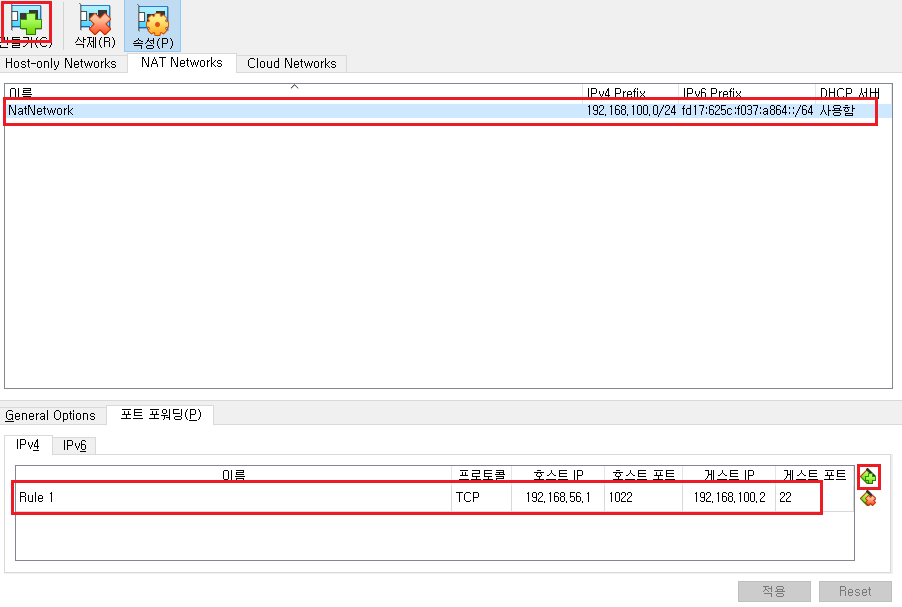 만들기(C) 삭제(R) 속성(P)
Host-only Networks NAT Networks Cloud Networks
이름 IPv4 Prefix IPv6 Prefix DHCP 서버
NatNetwork 192,168,100,0/24 fd17:625c:f037:a864::/64 사용함
General Options 포트 포워딩(P)
IPv4 IPv6
이름 프로토콜 호스트 IP 호스트 포트 게스트 IP 게스트 포트
Rule 1 TCP 192,168,56,1 1022 192,168,100,2 22
적용 Reset